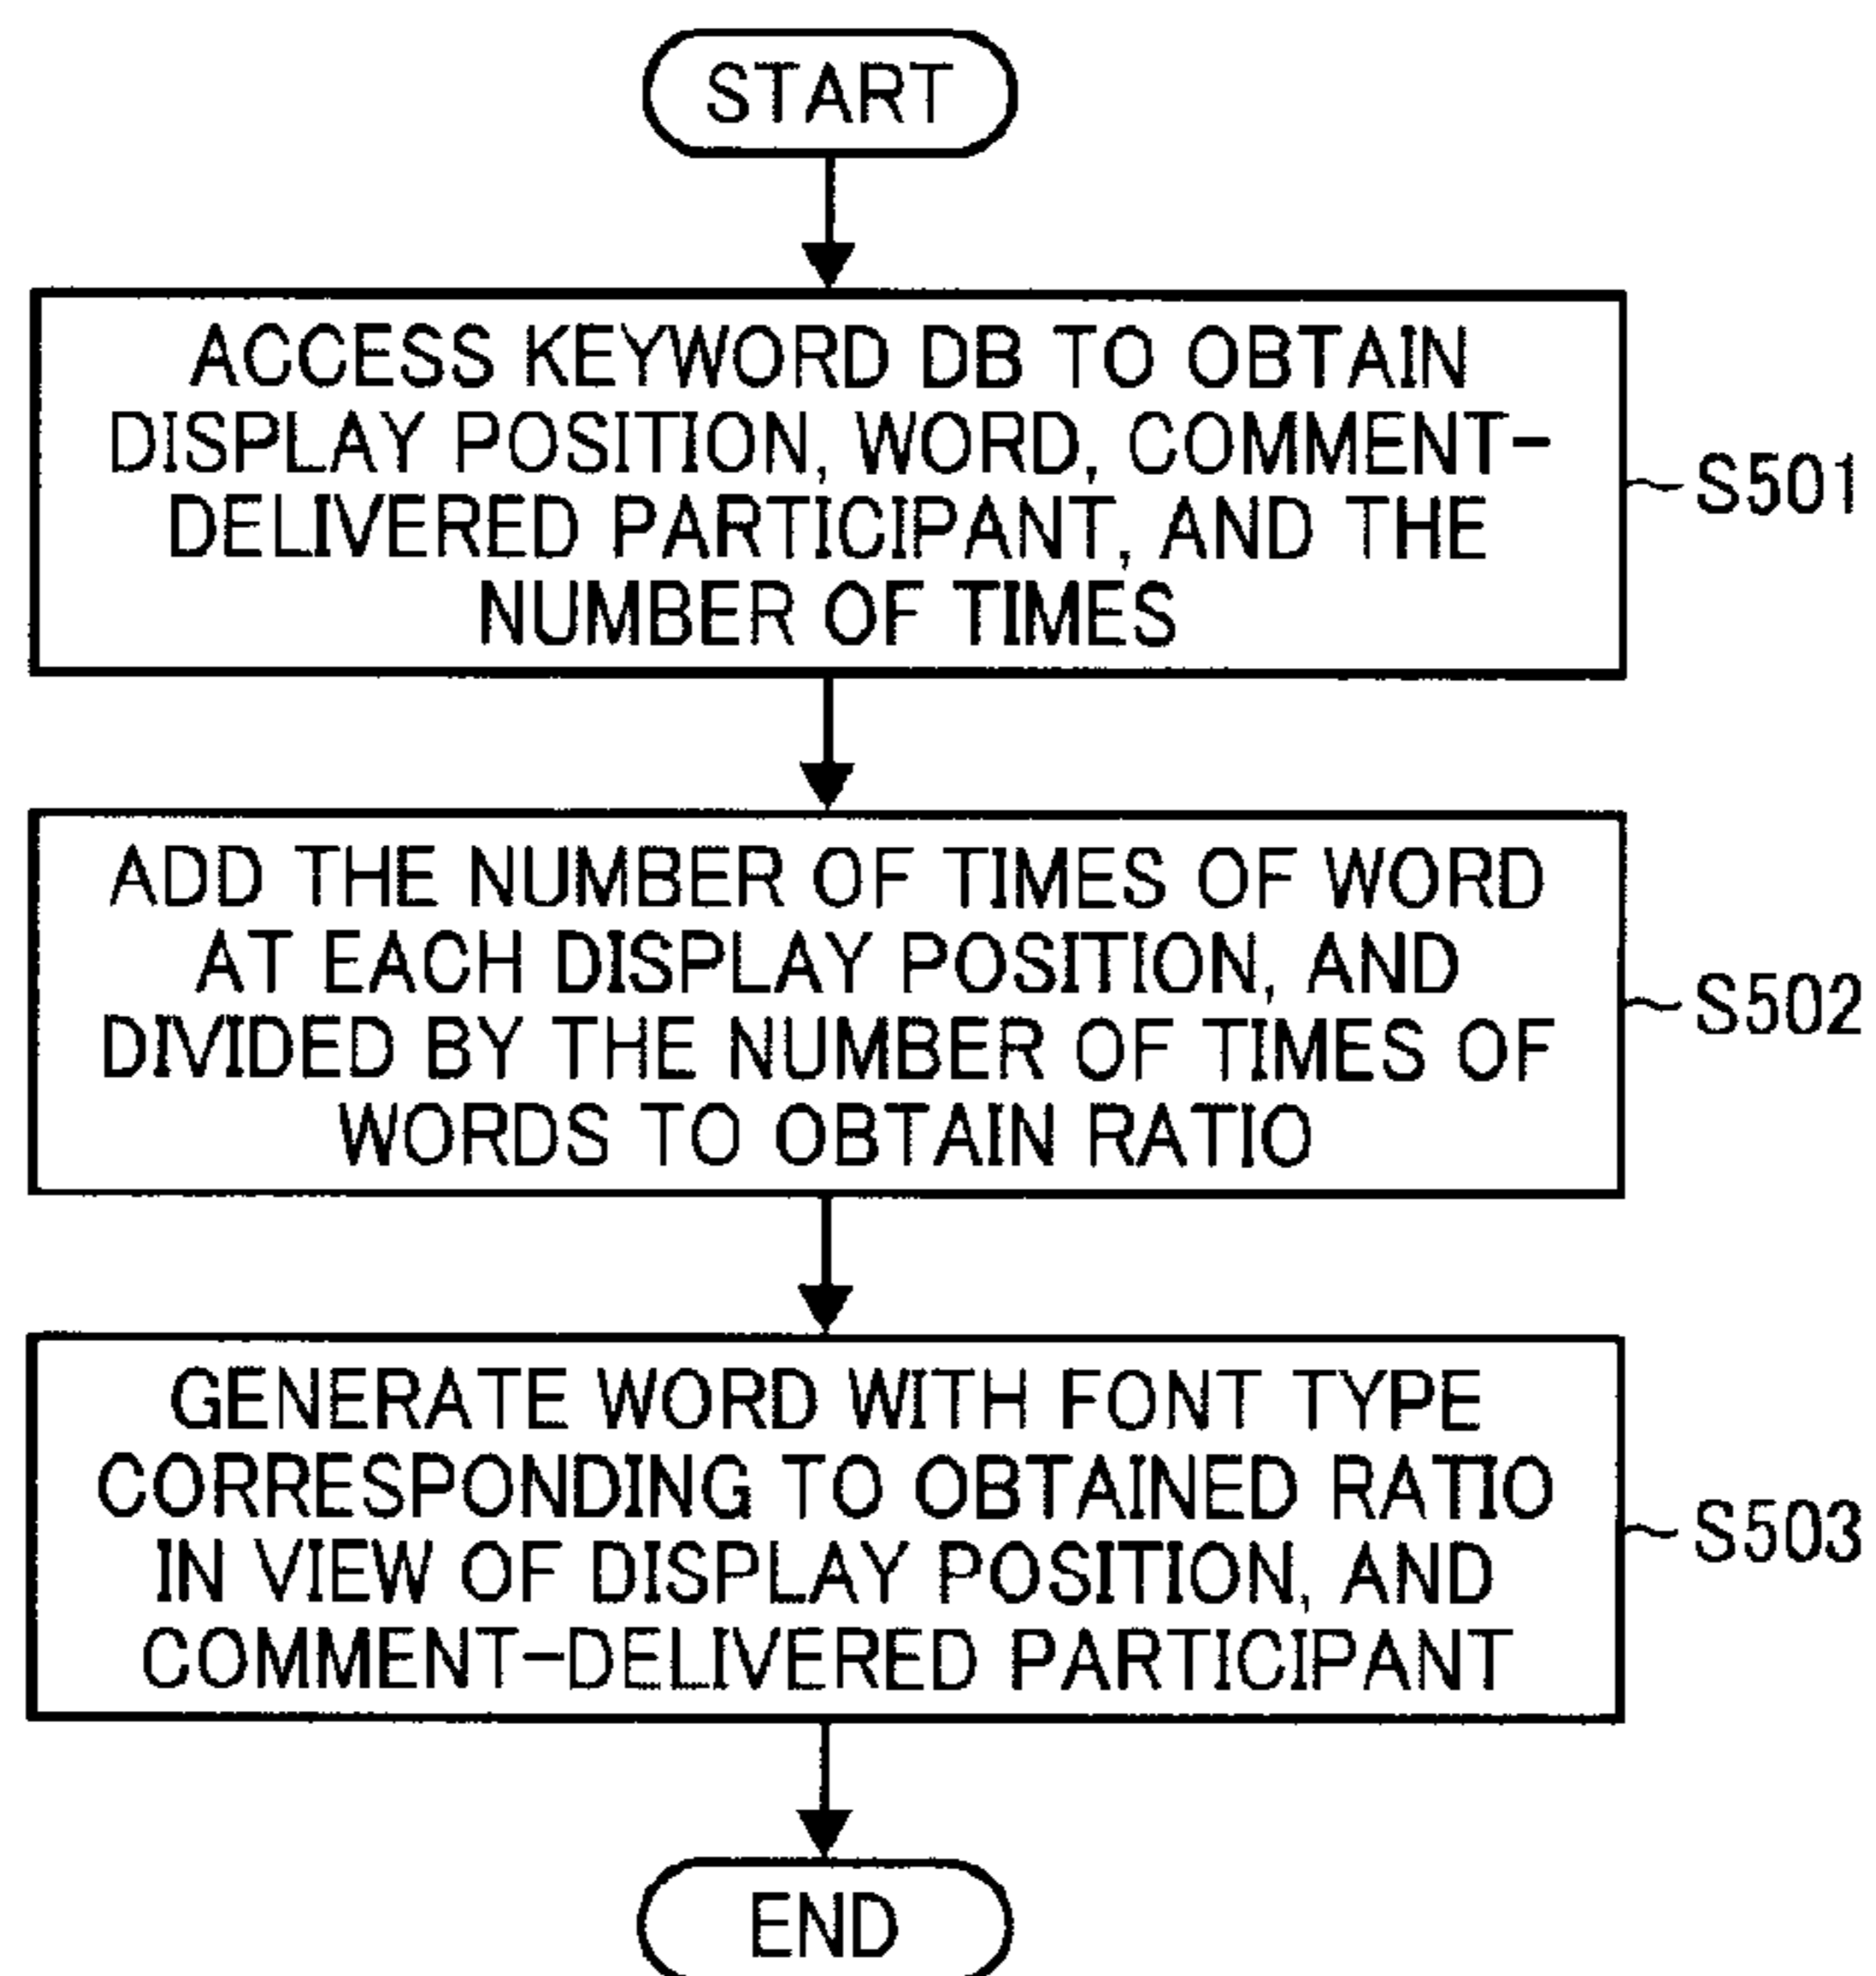 START
ACCESS KEYWORD DB TO OBTAIN
DISPLAY POSITION, WORD, COMMENT-
DELIVERED PARTICIPANT, AND THE
NUMBER OF TIMES
S501
ADD THE NUMBER OF TIMES OF WORD
AT EACH DISPLAY POSITION, AND
DIVIDED BY THE NUMBER OF TIMES OF
WORDS TO OBTAIN RATIO
S502
GENERATE WORD WITH FONT TYPE
CORRESPONDING TO OBTAINED RATIO
IN VIEW OF DISPLAY POSITION, AND
COMMENT-DELIVERED PARTICIPANT
S503
END